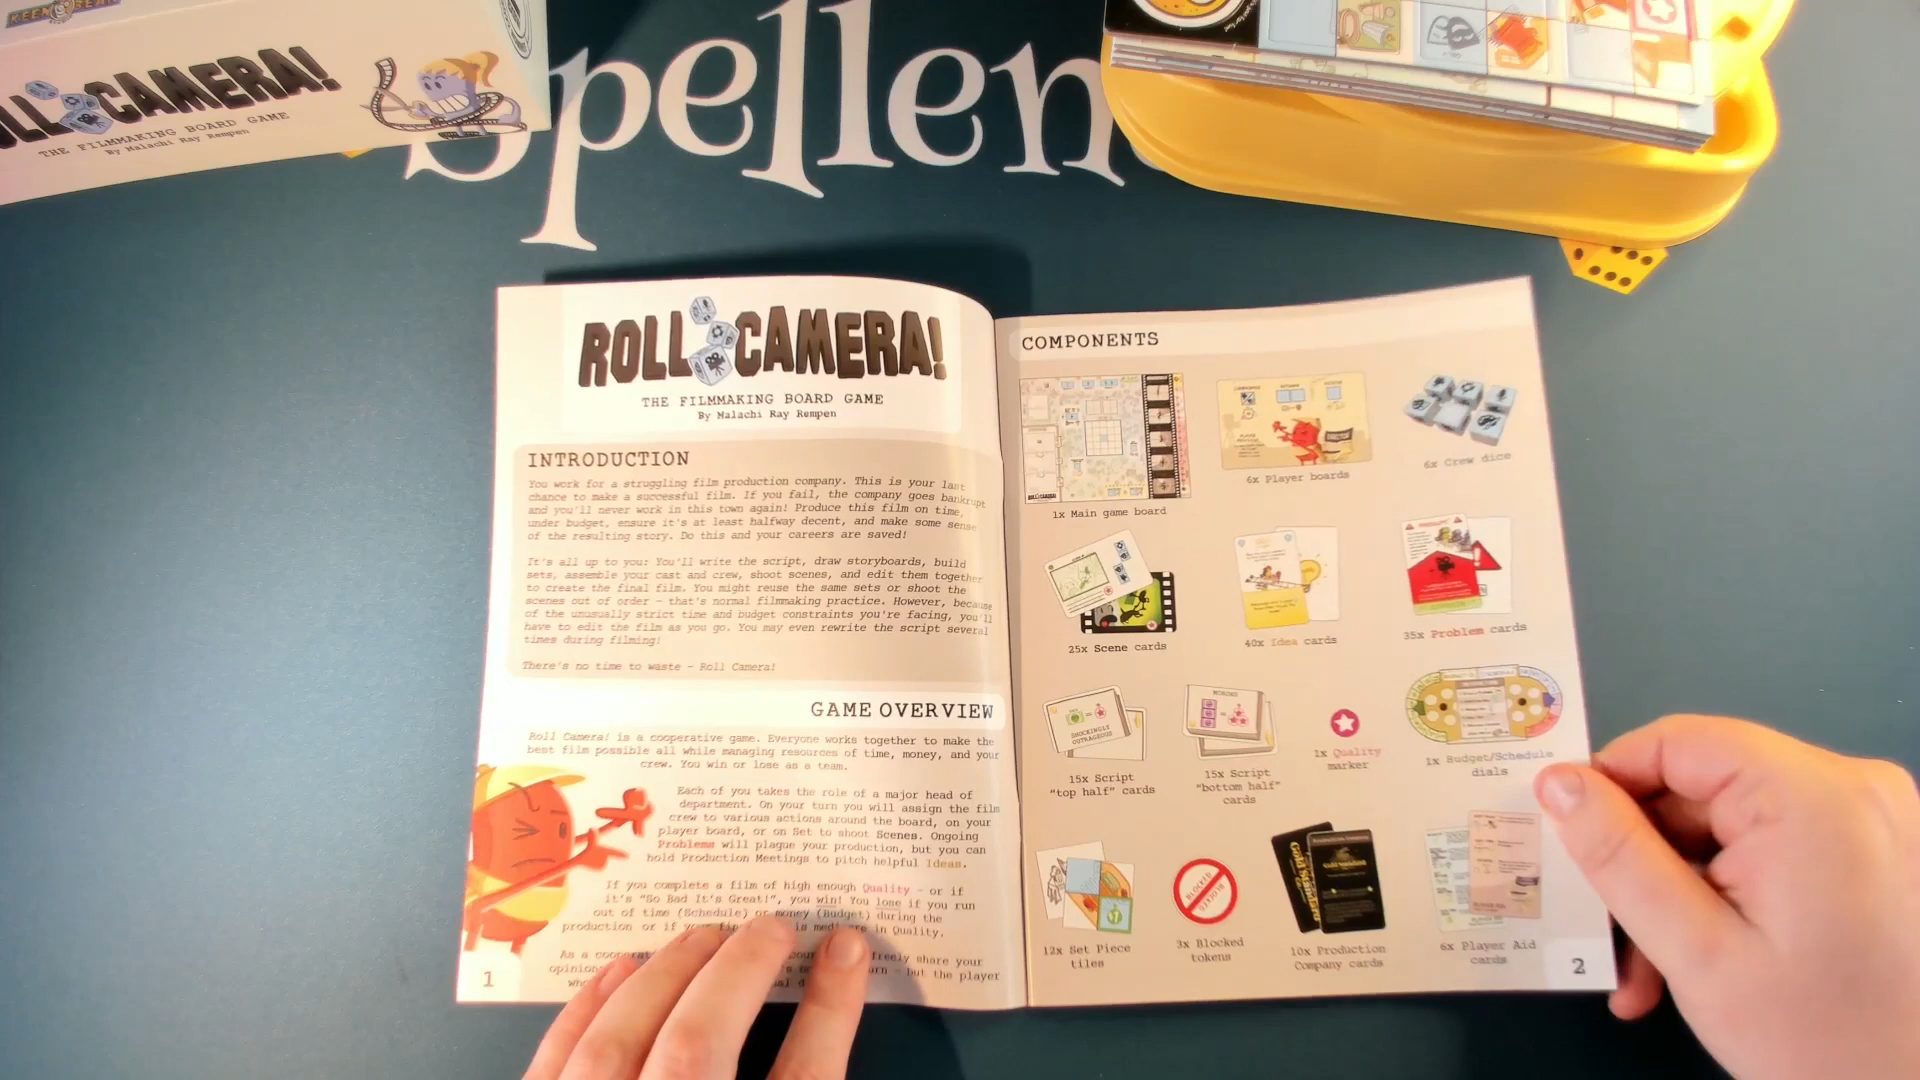 Spellen
CAMERA!
THE FILMMAKING BOARD GAME
By Malachi Ray Rempen
ROLL CAMERA!
THE FILMMAKING BOARD GAME
By Malachi Ray Rempen
INTRODUCTION
You work for a struggling film production company. This is your last
chance to make a successful film. If you fail, the company goes bankrupt
and you'll never work in this town again! Produce this film on time,
under budget, ensure it's at least halfway decent, and make some sense
of the resulting story. Do this and your careers are saved!
It's all up to you: You'll write the script, draw storyboards, build
sets, assemble your cast and crew, shoot scenes, and edit them together
to create the final film. You might reuse the same sets or shoot the
scenes out of order - that's normal filmmaking practice. However, because
of the unusually strict time and budget constraints you're facing, you'll
have to edit the film as you go. You may even rewrite the script several
times during filming!
There's no time to waste - Roll Camera!
GAME OVERVIEW
Roll Camera! is a cooperative game. Everyone works together to make the
best film possible all while managing resources of time, money, and your
crew. You win or lose as a team.
Each of you takes the role of a major head of
department. On your turn you will assign the film
crew to various actions around the board, on your
player board, or on Set to shoot Scenes. Ongoing
Problems will plague your production, but you can
hold Production Meetings to pitch helpful Ideas.
If you complete a film of high enough Quality - or if
it's "So Bad It's Great!", you win! You lose if you run
out of time (Schedule) or money (Budget) during the
production or if in Quality.
As a freely share your
but the player
1
COMPONENTS
1x Main game board
6x Player boards
6x Crew dice
25x Scene cards
40x Idea cards
35x Problem cards
SHOCKINGLY
OUTRAGEOUS
15x Script
"top half" cards
15x Script
"bottom half"
cards
1x Quality
marker
1x Budget/Schedule
dials
12x Set Piece
tiles
BLOCKED
BLOCKED
3x Blocked
tokens
10x Production
Company cards
6x Player Aid
cards
2